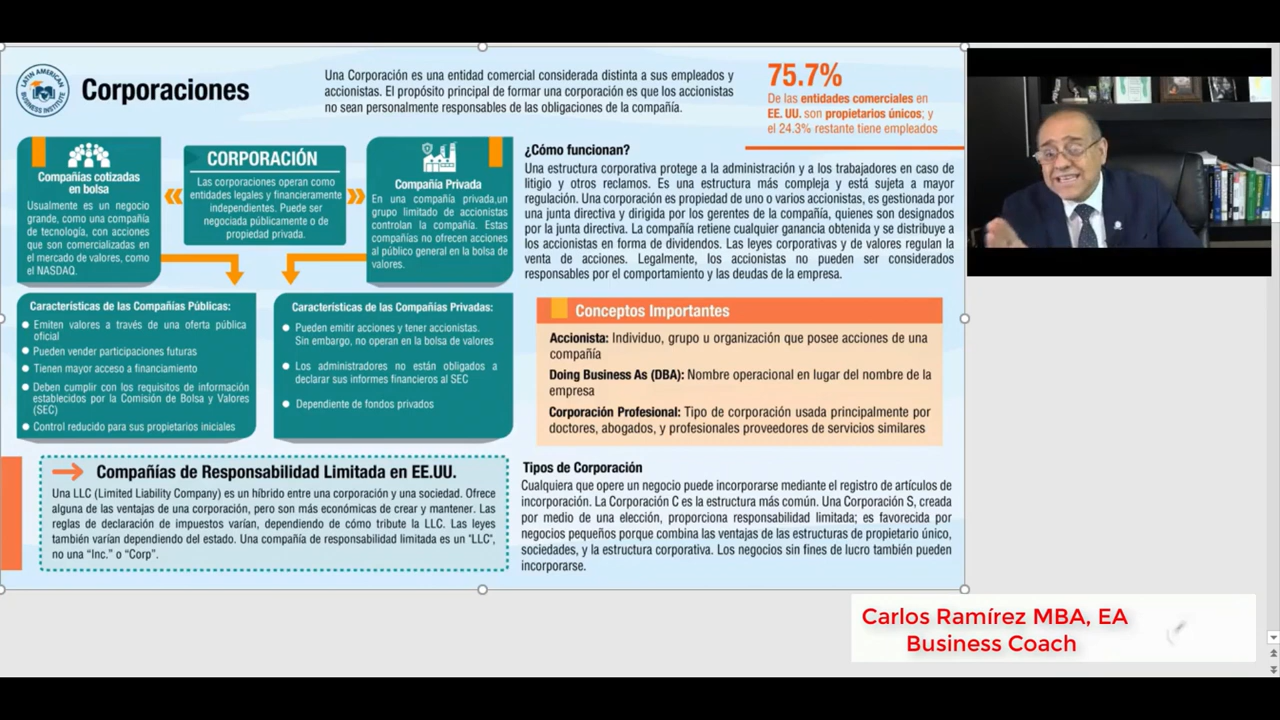 LATIN AMERICAN
BUSINESS INSTITUTE
Corporaciones
Una Corporación es una entidad comercial considerada distinta a sus empleados y
accionistas. El propósito principal de formar una corporación es que los accionistas
no sean personalmente responsables de las obligaciones de la compañía.
75.7%
De las entidades comerciales en
EE. UU. son propietarios únicos; y
el 24.3% restante tiene empleados
Compañías cotizadas
en bolsa
Usualmente es un negocio
grande, como una compañía
de tecnología, con acciones
que son comercializadas en
el mercado de valores, como
el NASDAQ.
CORPORACIÓN
Las corporaciones operan como
entidades legales y financieramente
independientes. Puede ser
negociada públicamente o de
propiedad privada.
Compañía Privada
En una compañía privada,un
grupo limitado de accionistas
controlan la compañía. Estas
compañías no ofrecen acciones
al público general en la bolsa de
valores.
¿Cómo funcionan?
Una estructura corporativa protege a la administración y a los trabajadores en caso de
litigio y otros reclamos. Es una estructura más compleja y está sujeta a mayor
regulación. Una corporación es propiedad de uno o varios accionistas, es gestionada por
una junta directiva y dirigida por los gerentes de la compañía, quienes son designados
por la junta directiva. La compañía retiene cualquier ganancia obtenida y se distribuye a
los accionistas en forma de dividendos. Las leyes corporativas y de valores regulan la
venta de acciones. Legalmente, los accionistas no pueden ser considerados
responsables por el comportamiento y las deudas de la empresa.
Características de las Compañías Públicas:
Emiten valores a través de una oferta pública
oficial
Pueden vender participaciones futuras
Tienen mayor acceso a financiamiento
Deben cumplir con los requisitos de información
establecidos por la Comisión de Bolsa y Valores
(SEC)
Control reducido para sus propietarios iniciales
Características de las Compañías Privadas:
Pueden emitir acciones y tener accionistas.
Sin embargo, no operan en la bolsa de valores
Los administradores no están obligados a
declarar sus informes financieros al SEC
Dependiente de fondos privados
Conceptos Importantes
Accionista: Individuo, grupo u organización que posee acciones de una
compañía
Doing Business As (DBA): Nombre operacional en lugar del nombre de la
empresa
Corporación Profesional: Tipo de corporación usada principalmente por
doctores, abogados, y profesionales proveedores de servicios similares
Compañías de Responsabilidad Limitada en EE.UU.
Una LLC (Limited Liability Company) es un híbrido entre una corporación y una sociedad. Ofrece
alguna de las ventajas de una corporación, pero son más económicas de crear y mantener. Las
reglas de declaración de impuestos varían, dependiendo de cómo tribute la LLC. Las leyes
también varían dependiendo del estado. Una compañía de responsabilidad limitada es un "LLC",
no una “Inc.” o “Corp”.
Tipos de Corporación
Cualquiera que opere un negocio puede incorporarse mediante el registro de artículos de
incorporación. La Corporación C es la estructura más común. Una Corporación S, creada
por medio de una elección, proporciona responsabilidad limitada; es favorecida por
negocios pequeños porque combina las ventajas de las estructuras de propietario único,
sociedades, y la estructura corporativa. Los negocios sin fines de lucro también pueden
incorporarse.
Carlos Ramírez MBA, EA
Business Coach